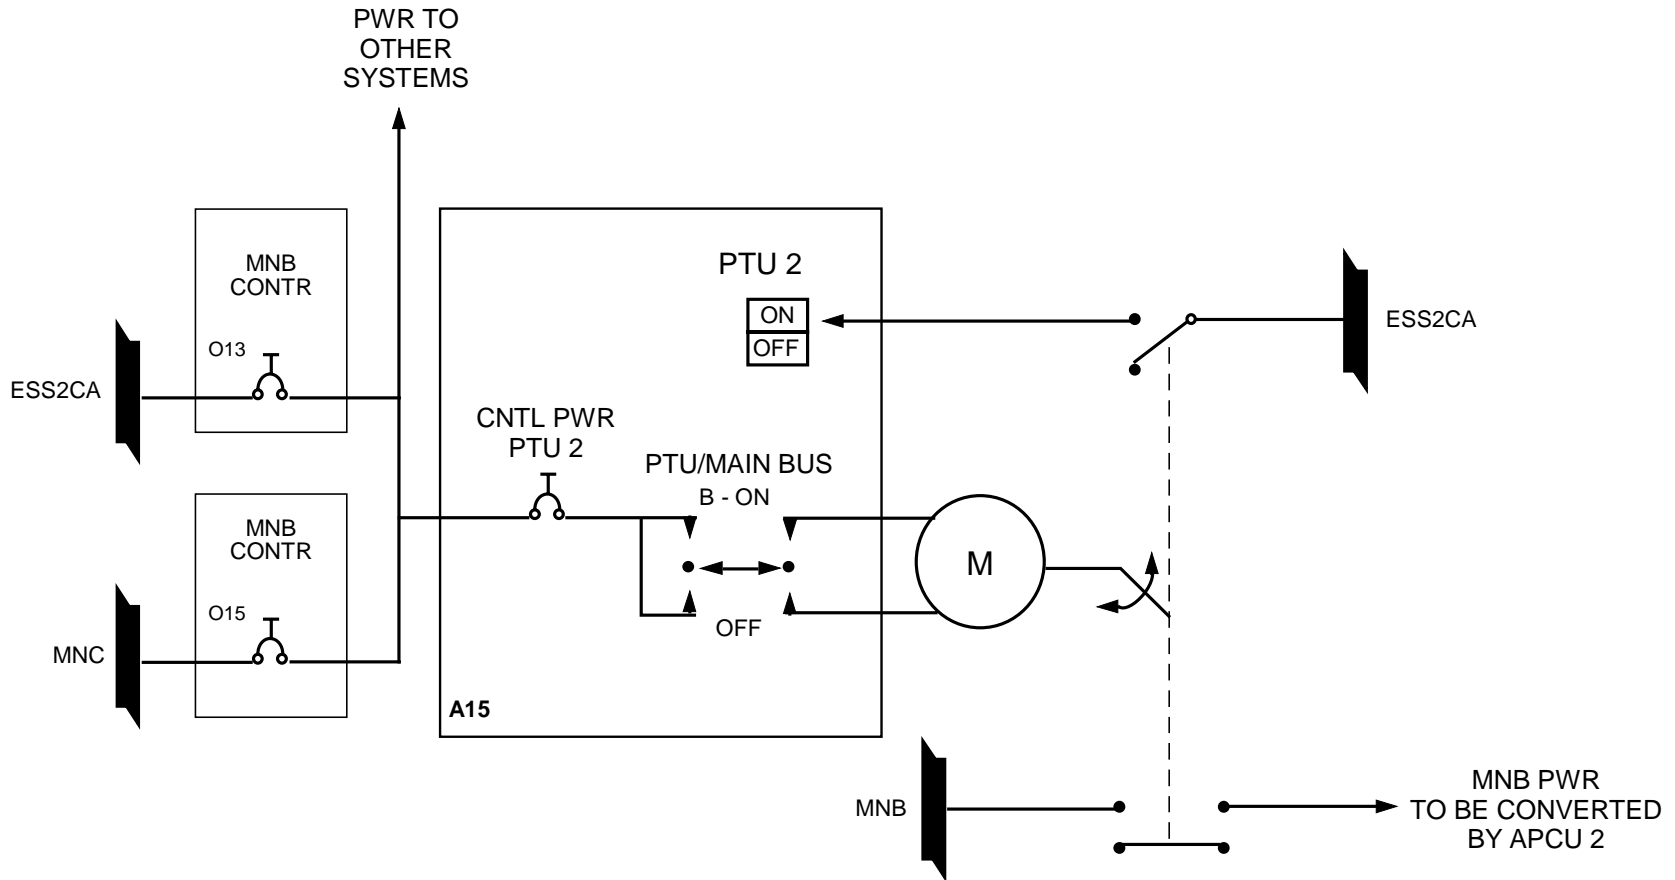 PWR TO
OTHER
SYSTEMS
MNB
CONTR
O13
ESS2CA
MNB
CONTR
O15
MNC
PTU 2
ON
OFF
CNTL PWR
PTU 2
PTU/MAIN BUS
B - ON
OFF
A15
M
ESS2CA
MNB
MNB PWR
TO BE CONVERTED
BY APCU 2